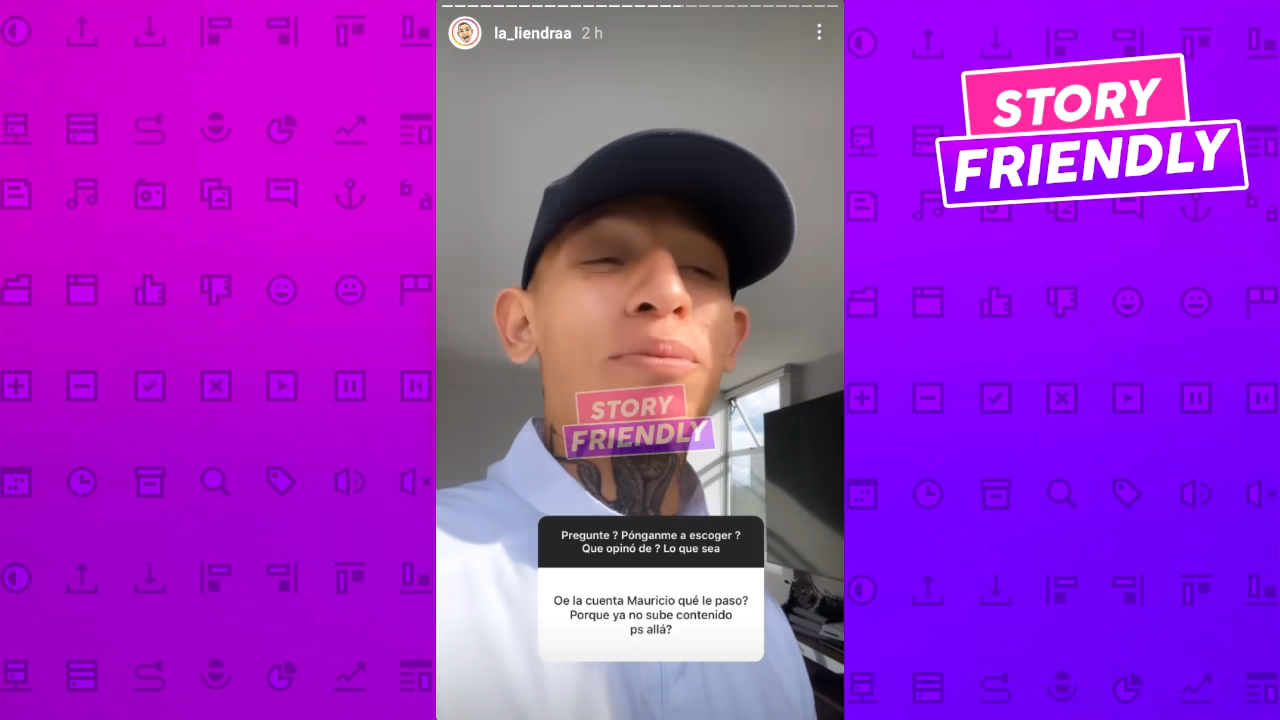 la_liendraa 2 h
STORY
FRIENDLY
STORY
FRIENDLY
Pregunte ? Pónganme a escoger ?
Que opinó de ? Lo que sea
Oe la cuenta Mauricio qué le paso?
Porque ya no sube contenido
ps allá?